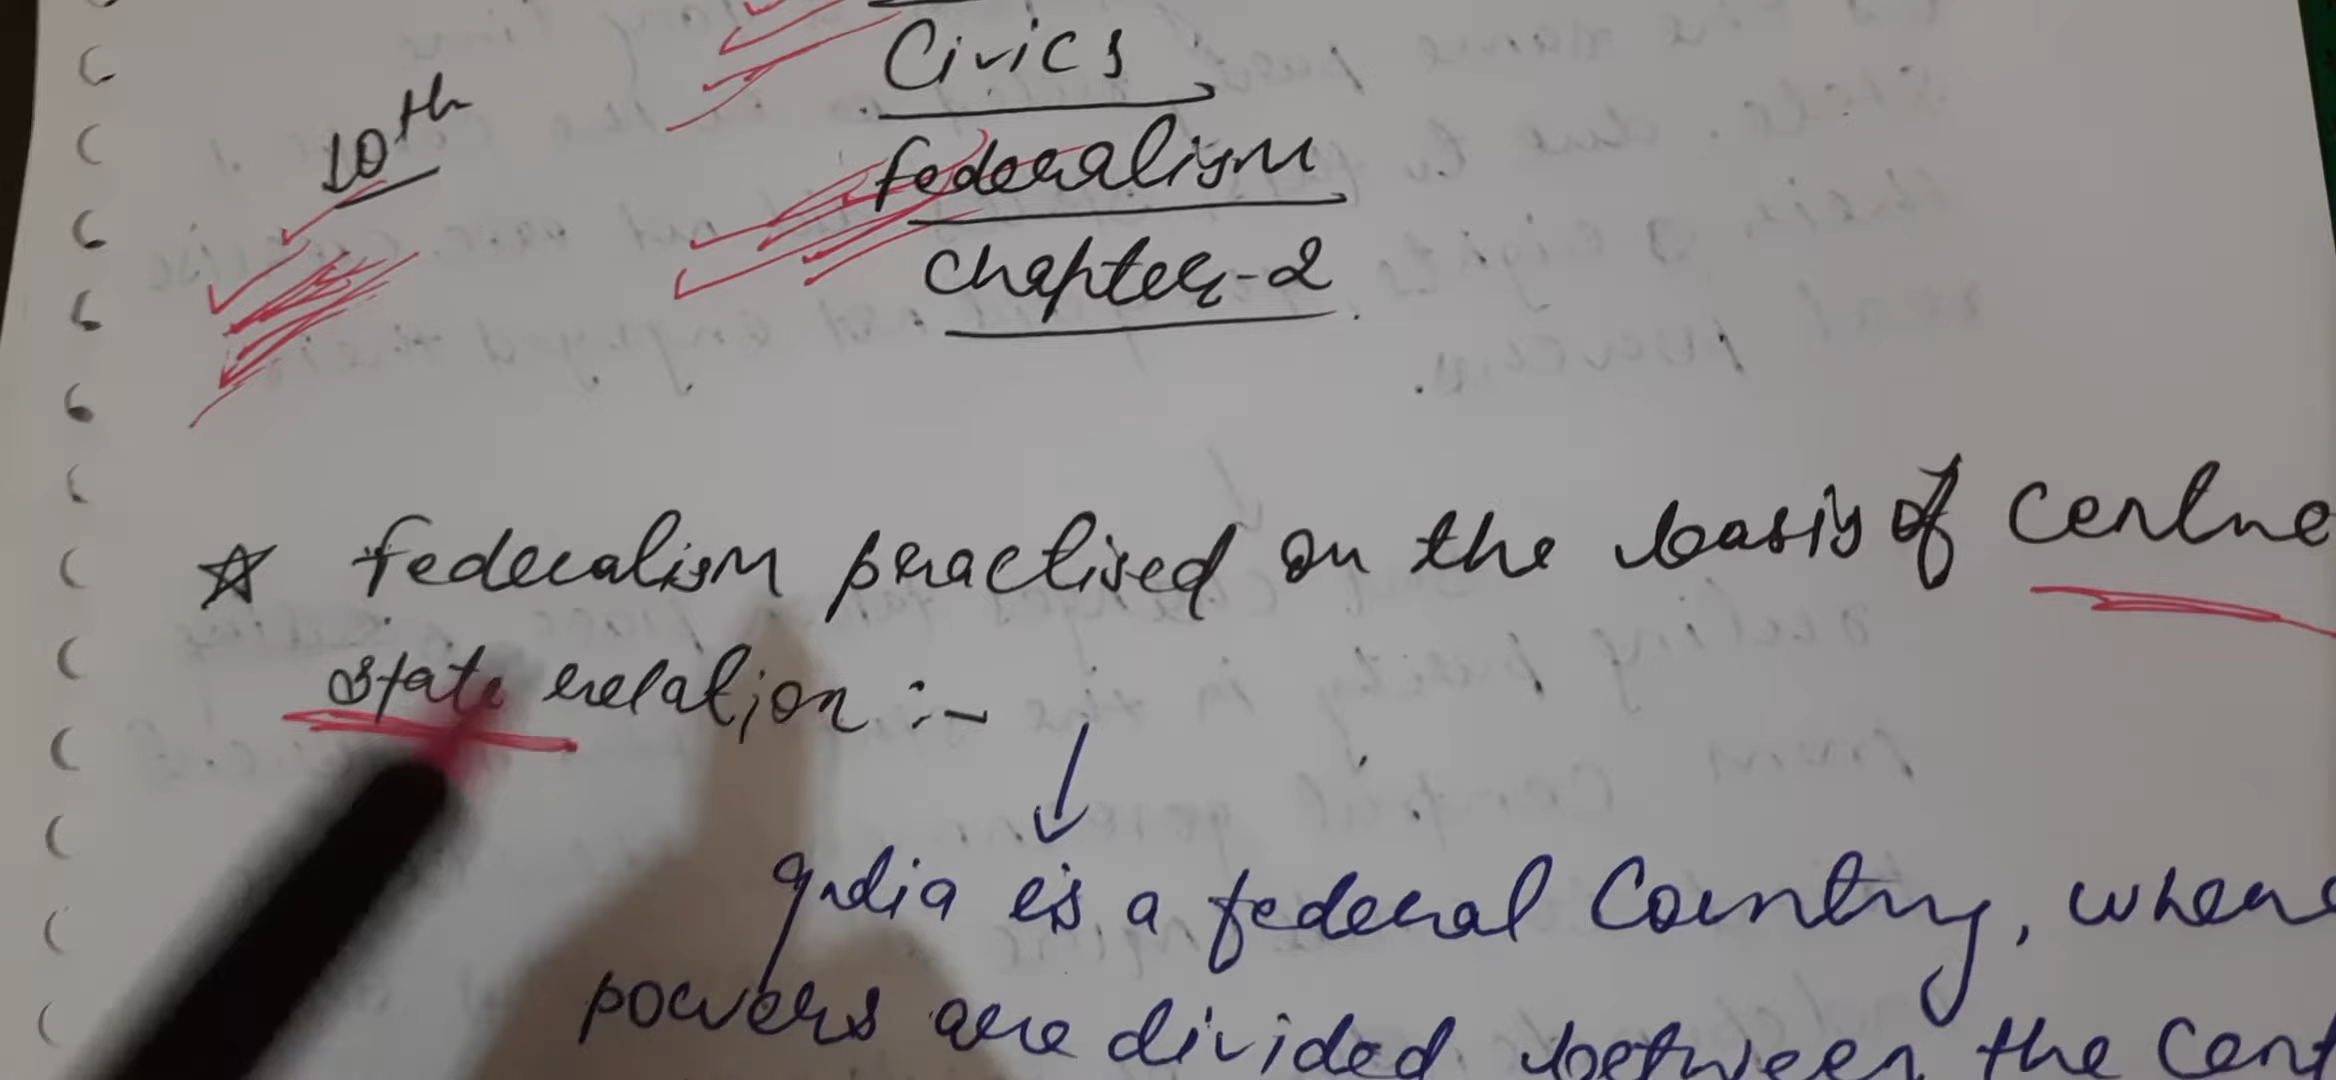 Civics
10th
federalism
chapter-2
☆ federalism practised on the basis of centre
state relation :-
↓
India is a federal Country, where
powers are divided between the cent